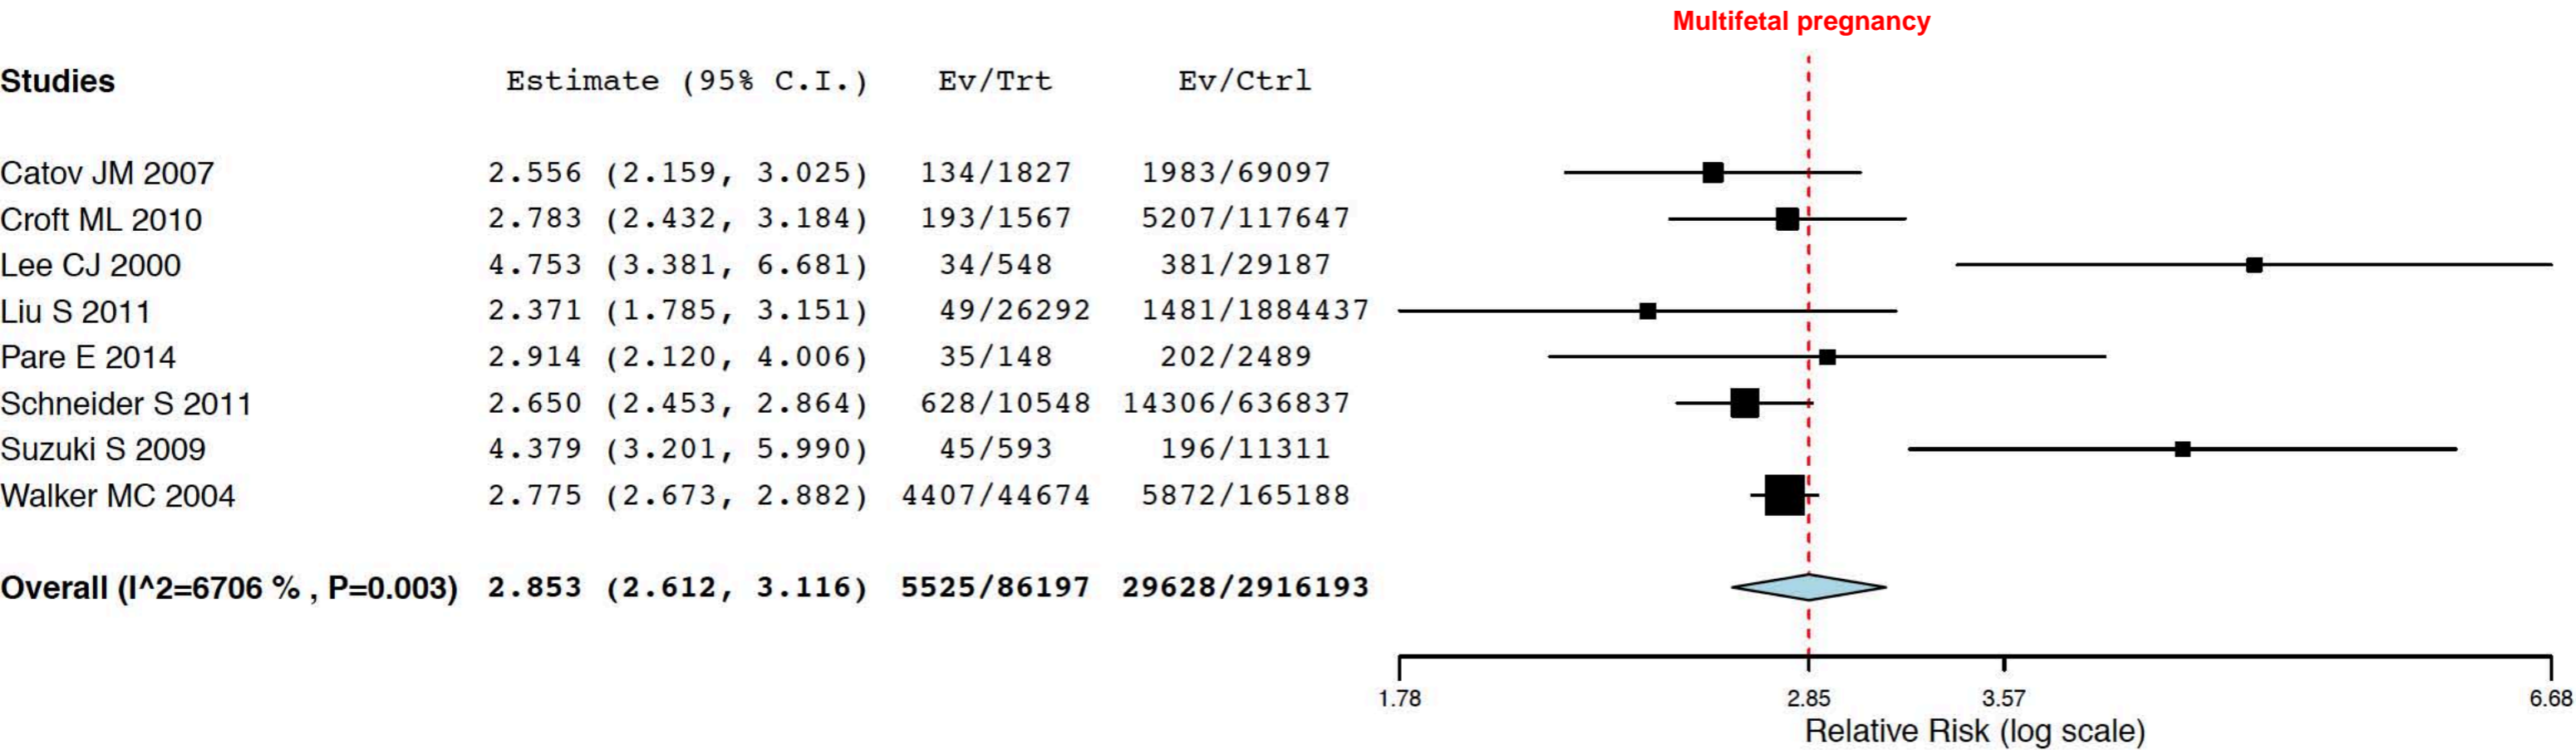 Multifetal pregnancy
Studies Estimate (95% C.I.) Ev/Trt Ev/Ctrl
Catov JM 2007 2.556 (2.159, 3.025) 134/1827 1983/69097
Croft ML 2010 2.783 (2.432, 3.184) 193/1567 5207/117647
Lee CJ 2000 4.753 (3.381, 6.681) 34/548 381/29187
Liu S 2011 2.371 (1.785, 3.151) 49/26292 1481/1884437
Pare E 2014 2.914 (2.120, 4.006) 35/148 202/2489
Schneider S 2011 2.650 (2.453, 2.864) 628/10548 14306/636837
Suzuki S 2009 4.379 (3.201, 5.990) 45/593 196/11311
Walker MC 2004 2.775 (2.673, 2.882) 4407/44674 5872/165188
Overall (I^2=6706 % , P=0.003) 2.853 (2.612, 3.116) 5525/86197 29628/2916193
1.78 2.85 3.57 6.68
Relative Risk (log scale)